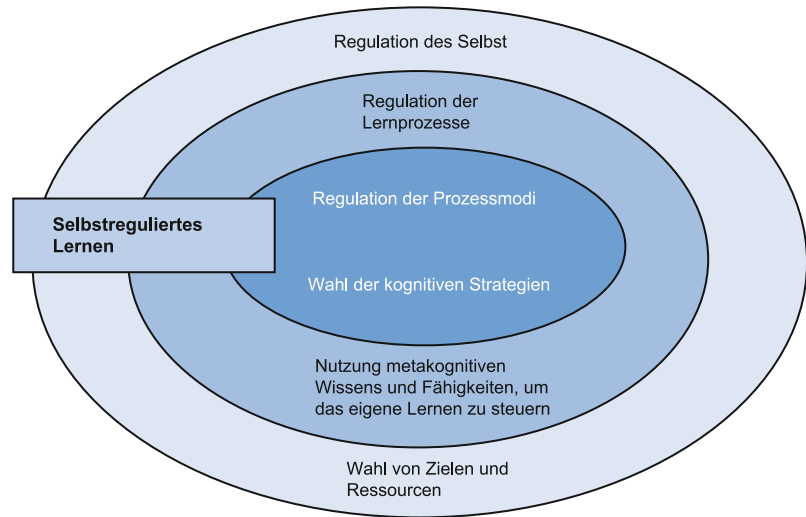 Regulation des Selbst
Regulation der
Lernprozesse
Regulation der Prozessmodi
Selbstreguliertes
Lernen
Wahl der kognitiven Strategien
Nutzung metakognitiven
Wissens und Fähigkeiten, um
das eigene Lernen zu steuern
Wahl von Zielen und
Ressourcen